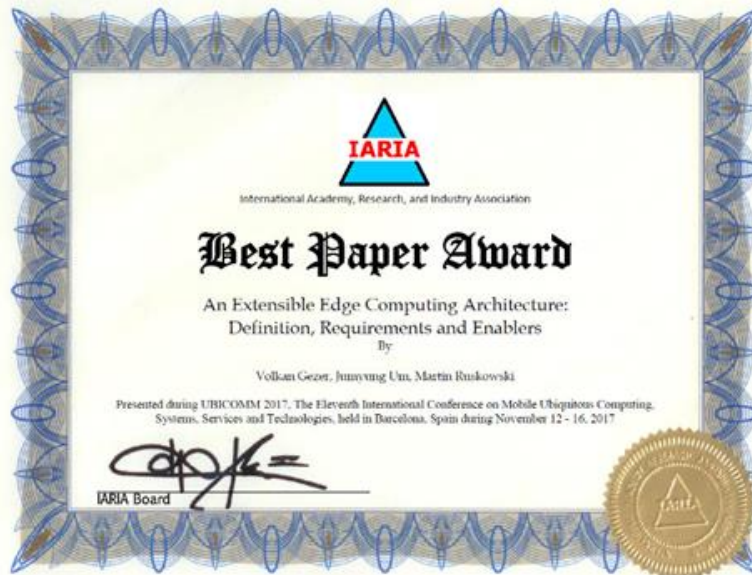 IARIA
International Academy, Research, and Industry Association
Best Paper Award
An Extensible Edge Computing Architecture:
Definition, Requirements and Enablers
By
Volkan Gezer, Jumyung Um, Martin Ruskowski
Presented during UBICOMM 2017, The Eleventh International Conference on Mobile Ubiquitous Computing,
Systems, Services and Technologies, held in Barcelona, Spain during November 12 - 16, 2017
IARIA Board
IARIA